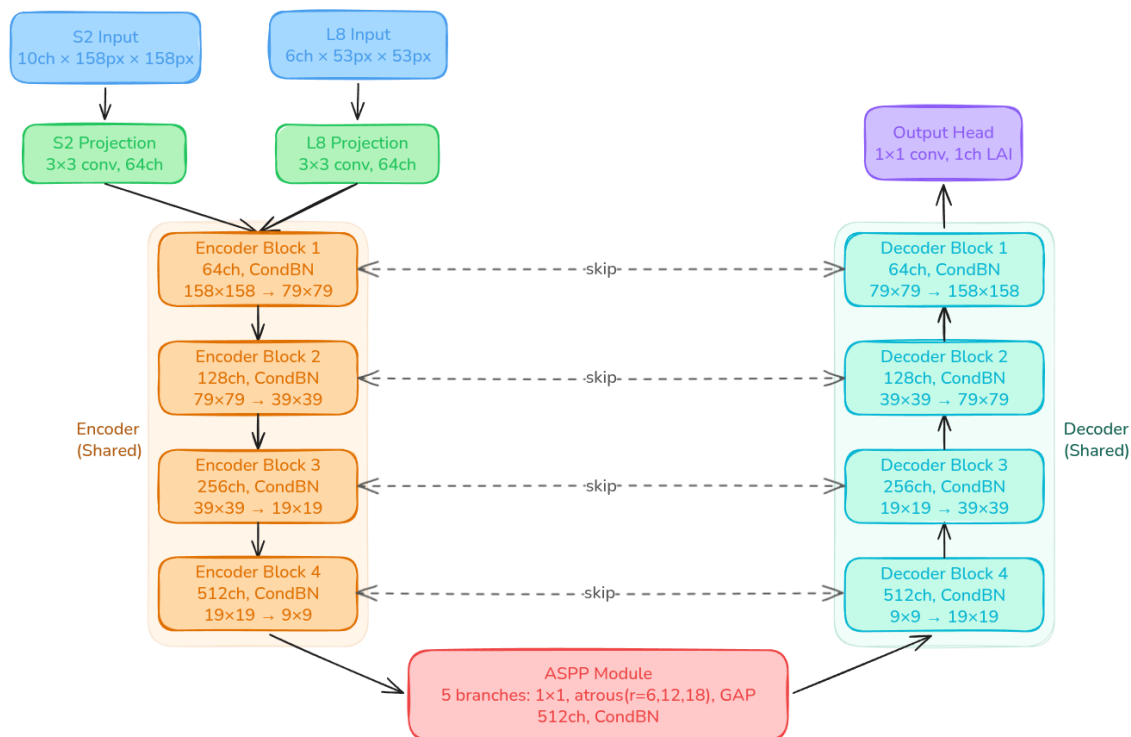 S2 Input
10ch × 158px × 158px
L8 Input
6ch × 53px × 53px
S2 Projection
3×3 conv, 64ch
L8 Projection
3×3 conv, 64ch
Output Head
1×1 conv, 1ch LAI
Encoder Block 1
64ch, CondBN
158×158 → 79×79
skip
Decoder Block 1
64ch, CondBN
79×79 → 158×158
Encoder Block 2
128ch, CondBN
79×79 → 39×39
skip
Decoder Block 2
128ch, CondBN
39×39 → 79×79
Encoder
(Shared)
Decoder
(Shared)
Encoder Block 3
256ch, CondBN
39×39 → 19×19
skip
Decoder Block 3
256ch, CondBN
19×19 → 39×39
Encoder Block 4
512ch, CondBN
19×19 → 9×9
skip
Decoder Block 4
512ch, CondBN
9×9 → 19×19
ASPP Module
5 branches: 1×1, atrous(r=6,12,18), GAP
512ch, CondBN